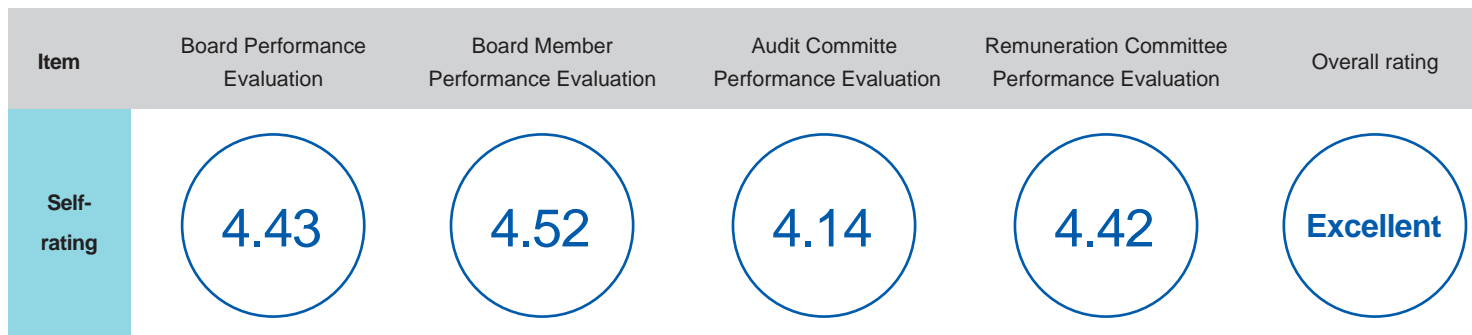 Item
Board Performance
Evaluation
Board Member
Performance Evaluation
Audit Committe
Performance Evaluation
Remuneration Committee
Performance Evaluation
Overall rating
Self-
rating
4.43
4.52
4.14
4.42
Excellent